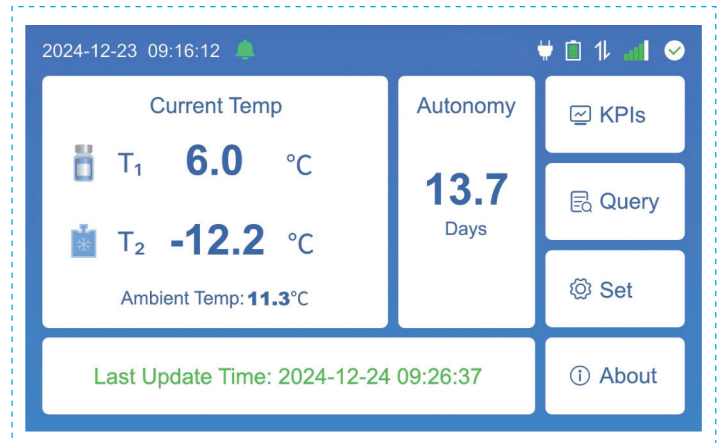 2024-12-23 09:16:12
Current Temp
T₁ 6.0 °C
T₂ -12.2 °C
Ambient Temp: 11.3°C
Autonomy
13.7
Days
KPIs
Query
Set
About
Last Update Time: 2024-12-24 09:26:37